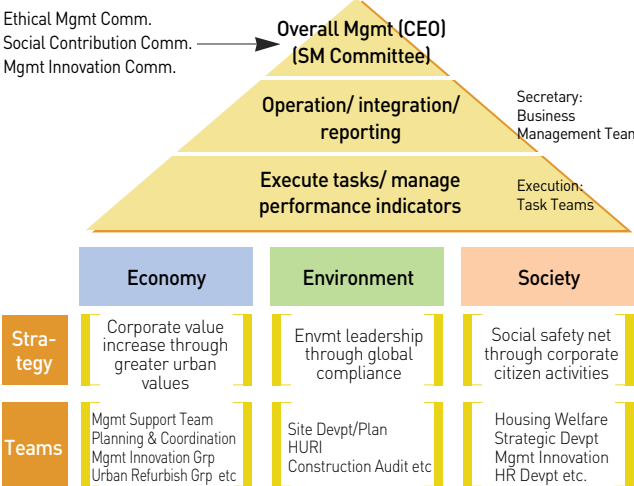 Ethical Mgmt Comm.
Social Contribution Comm.
Mgmt Innovation Comm.
Overall Mgmt (CEO)
(SM Committee)
Operation/ integration/
reporting
Secretary:
Business
Management Team
Execute tasks/ manage
performance indicators
Execution:
Task Teams
Economy
Environment
Society
Stra-
tegy
Corporate value
increase through
greater urban
values
Envmt leadership
through global
compliance
Social safety net
through corporate
citizen activities
Teams
Mgmt Support Team
Planning & Coordination
Mgmt Innovation Grp
Urban Refurbish Grp etc
Site Devpt/Plan
HURI
Construction Audit etc
Housing Welfare
Strategic Devpt
Mgmt Innovation
HR Devpt etc.